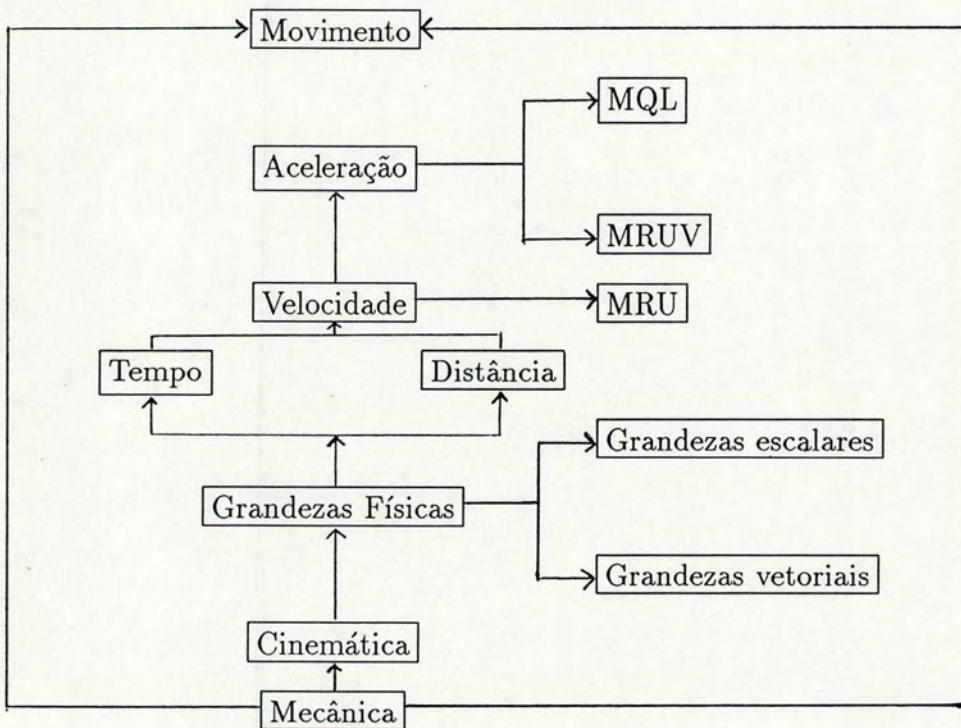 Movimento
MQL
Aceleração
MRUV
Velocidade
MRU
Tempo
Distância
Grandezas escalares
Grandezas Físicas
Grandezas vetoriais
Cinemática
Mecânica